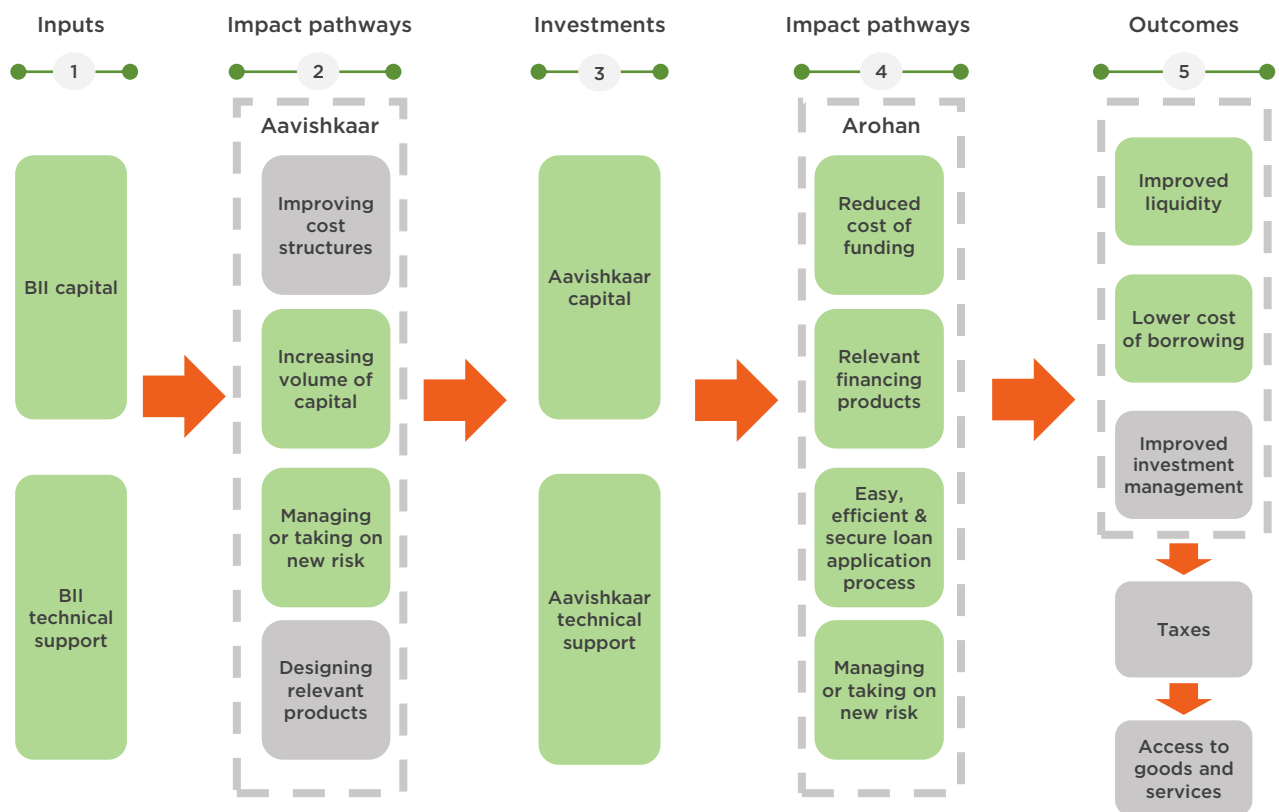 Inputs
Impact pathways
Investments
Impact pathways
Outcomes
1
2
3
4
5
BII capital
BII
technical
support
Aavishkaar
Improving
cost
structures
Increasing
volume of
capital
Managing
or taking on
new risk
Designing
relevant
products
Aavishkaar
capital
Aavishkaar
technical
support
Arohan
Reduced
cost of
funding
Relevant
financing
products
Easy,
efficient &
secure loan
application
process
Managing
or taking on
new risk
Improved
liquidity
Lower cost
of borrowing
Improved
investment
management
Taxes
Access to
goods and
services